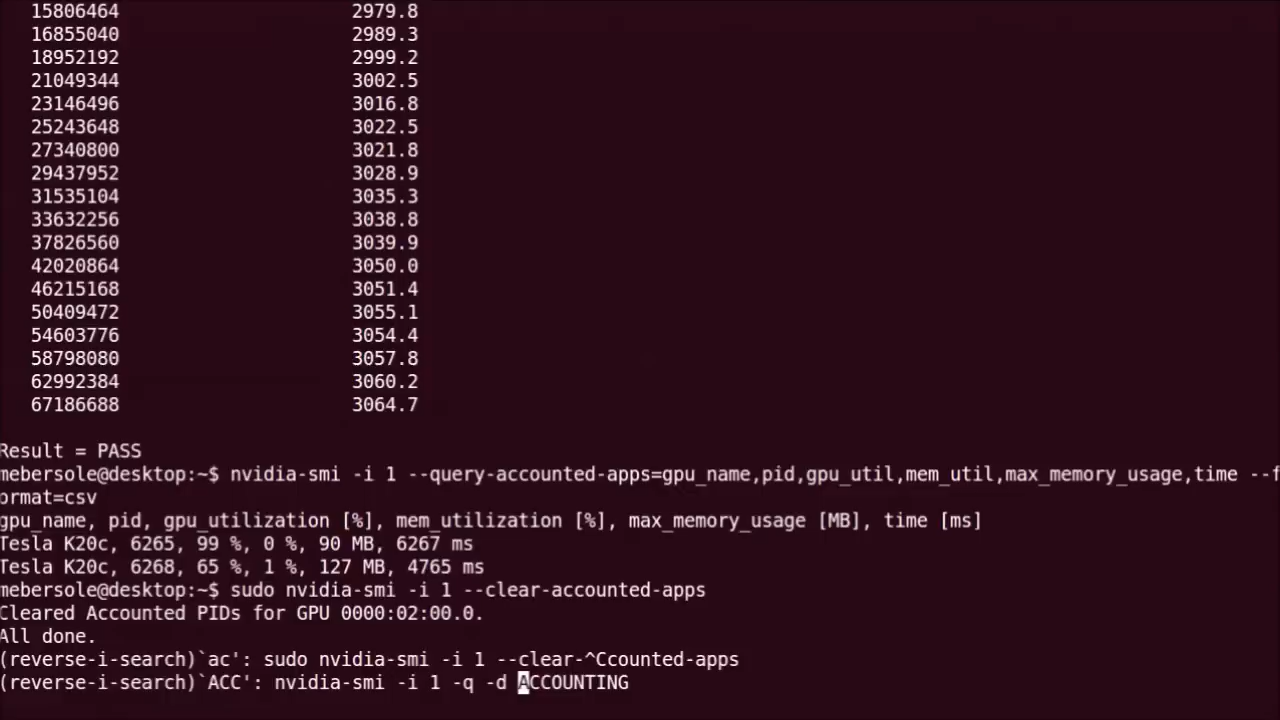 15806464 2979.8
16855040 2989.3
18952192 2999.2
21049344 3002.5
23146496 3016.8
25243648 3022.5
27340800 3021.8
29437952 3028.9
31535104 3035.3
33632256 3038.8
37826560 3039.9
42020864 3050.0
46215168 3051.4
50409472 3055.1
54603776 3054.4
58798080 3057.8
62992384 3060.2
67186688 3064.7
Result = PASS
mebersole@desktop:~$ nvidia-smi -i 1 --query-accounted-apps=gpu_name,pid,gpu_util,mem_util,max_memory_usage,time --f
ormat=csv
gpu_name, pid, gpu_utilization [%], mem_utilization [%], max_memory_usage [MB], time [ms]
Tesla K20c, 6265, 99 %, 0 %, 90 MB, 6267 ms
Tesla K20c, 6268, 65 %, 1 %, 127 MB, 4765 ms
mebersole@desktop:~$ sudo nvidia-smi -i 1 --clear-accounted-apps
Cleared Accounted PIDs for GPU 0000:02:00.0.
All done.
(reverse-i-search)`ac': sudo nvidia-smi -i 1 --clear-^Ccounted-apps
(reverse-i-search)`ACC': nvidia-smi -i 1 -q -d ACCOUNTING